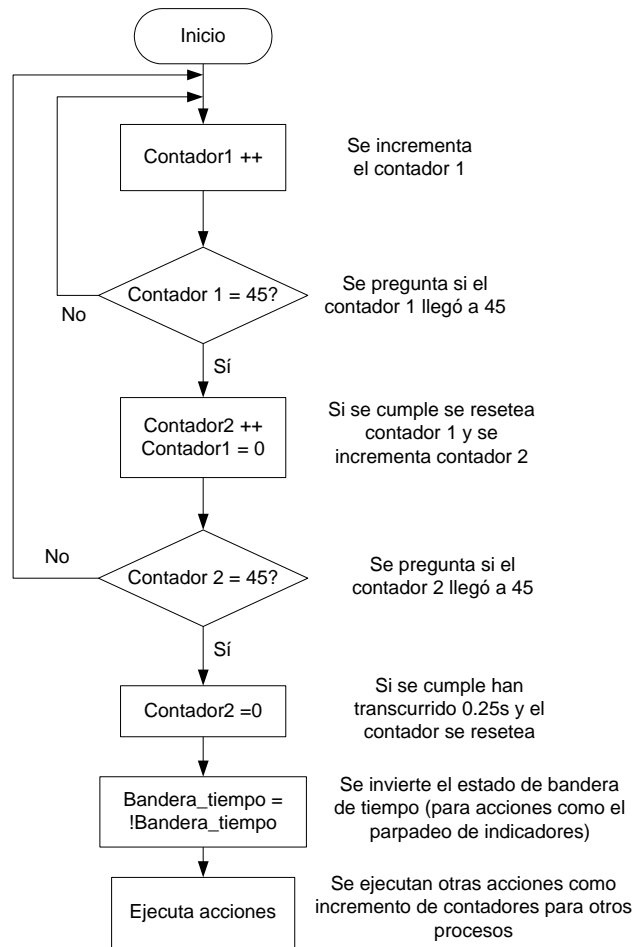 Inicio
Contador1 ++
Se incrementa
el contador 1
Contador 1 = 45?
No
Se pregunta si el
contador 1 llegó a 45
Sí
Contador2 ++
Contador1 = 0
Si se cumple se resetea
contador 1 y se
incrementa contador 2
No
Contador 2 = 45?
Se pregunta si el
contador 2 llegó a 45
Sí
Contador2 =0
Si se cumple han
transcurrido 0.25s y el
contador se resetea
Bandera_tiempo =
!Bandera_tiempo
Se invierte el estado de bandera
de tiempo (para acciones como el
parpadeo de indicadores)
Ejecuta acciones
Se ejecutan otras acciones como
incremento de contadores para otros
procesos